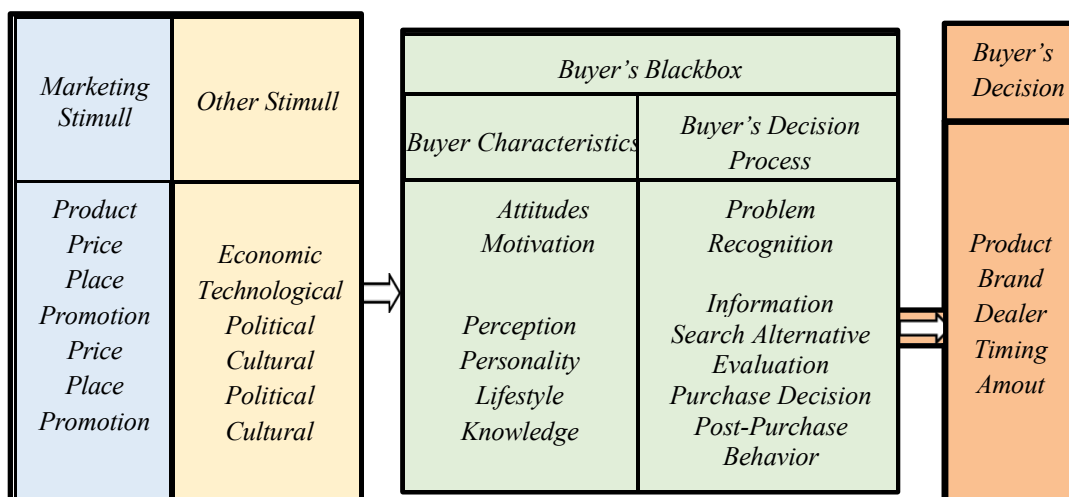 Marketing
Stimull
Other Stimull
Product
Price
Place
Promotion
Price
Place
Promotion
Economic
Technological
Political
Cultural
Political
Cultural
Buyer’s Blackbox
Buyer Characteristics
Buyer’s Decision
Process
Attitudes
Motivation
Perception
Personality
Lifestyle
Knowledge
Problem
Recognition
Information
Search Alternative
Evaluation
Purchase Decision
Post-Purchase
Behavior
Buyer’s
Decision
Product
Brand
Dealer
Timing
Amout